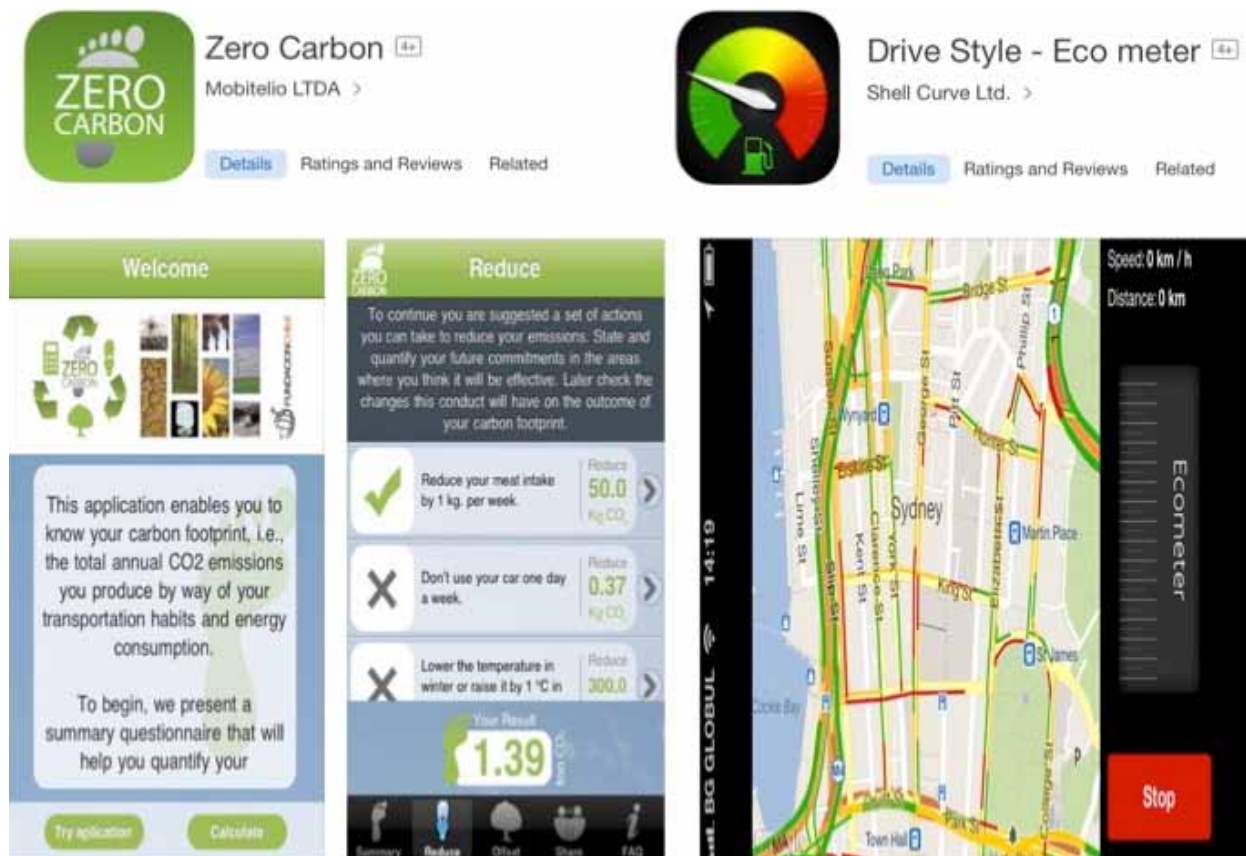 Zero Carbon 4+
Mobitelio LTDA >
Details Ratings and Reviews Related
ZERO
CARBON
Drive Style - Eco meter 4+
Shell Curve Ltd. >
Details Ratings and Reviews Related
Welcome
ZERO
CARBON
FUNDACIONCHILE
This application enables you to
know your carbon footprint, i.e.,
the total annual CO2 emissions
you produce by way of your
transportation habits and energy
consumption.
To begin, we present a
summary questionnaire that will
help you quantify your
Try aplication
Calculate
ZERO
CARBON
Reduce
To continue you are suggested a set of actions
you can take to reduce your emissions. State and
quantify your future commitments in the areas
where you think it will be effective. Later check the
changes this conduct will have on the outcome of
your carbon footprint.
Reduce your meat intake
by 1 kg. per week.
Reduce
50.0
Kg CO2
Don't use your car one day
a week.
Reduce
0.37
Kg CO2
Lower the temperature in
winter or raise it by 1 °C in
Reduce
300.0
Your Result
1.39
ton CO2
Summary Reduce Offset Share FAQ
BG GLOBUL 14:19
Park
Bridge St
Phillip St
1
Sussex St
George St
Pitt St
Wynyard
Hunter St
Erskine St
Shelley St
Lime St
Sydney
Martin Place
Kent St
Clarence St
York St
Elizabeth St
Slip St
King St
St James
Cockle Bay
College St
P
Park St
Town Hall
Speed: 0 km / h
Distance: 0 km
Ecometer
Stop